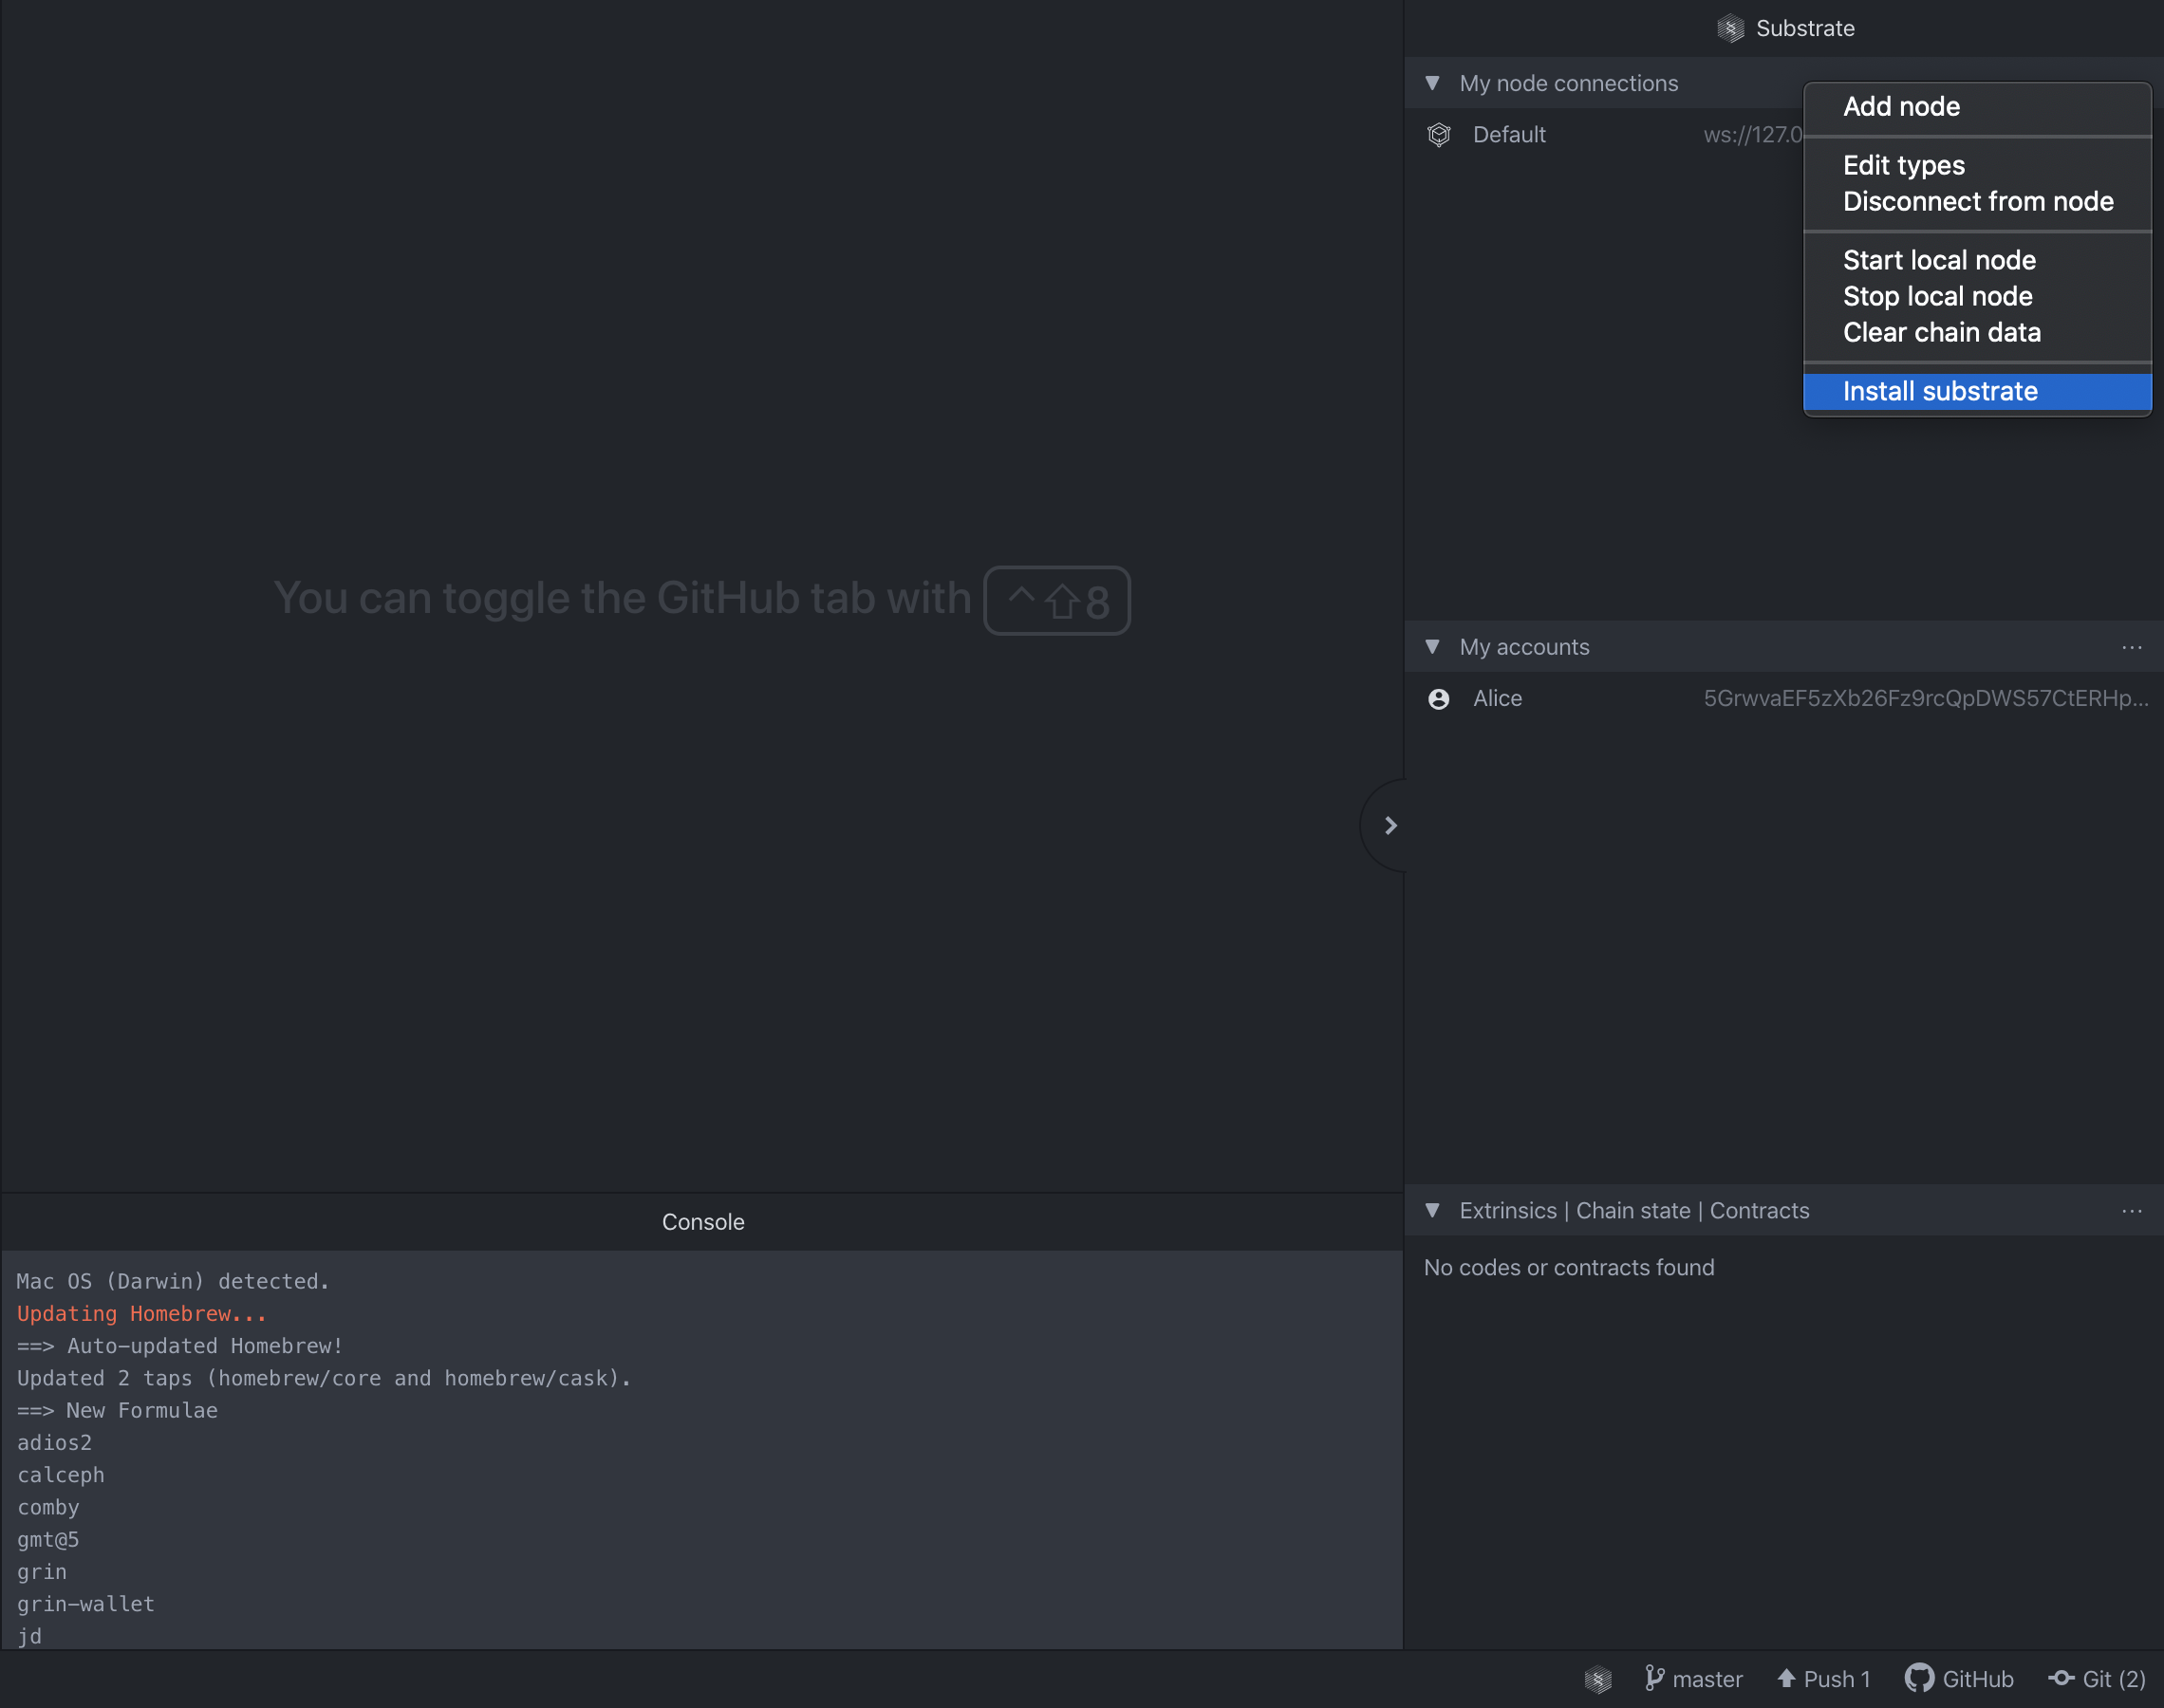 Substrate
My node connections
Default ws://127.0
Add node
Edit types
Disconnect from node
Start local node
Stop local node
Clear chain data
Install substrate
You can toggle the GitHub tab with ^⇧8
My accounts ...
Alice 5GrwvaEF5zXb26Fz9rcQpDWS57CtERHp...
Extrinsics | Chain state | Contracts ...
No codes or contracts found
Console
Mac OS (Darwin) detected.
Updating Homebrew...
==> Auto-updated Homebrew!
Updated 2 taps (homebrew/core and homebrew/cask).
==> New Formulae
adios2
calceph
comby
gmt@5
grin
grin-wallet
jd
master Push 1 GitHub Git (2)